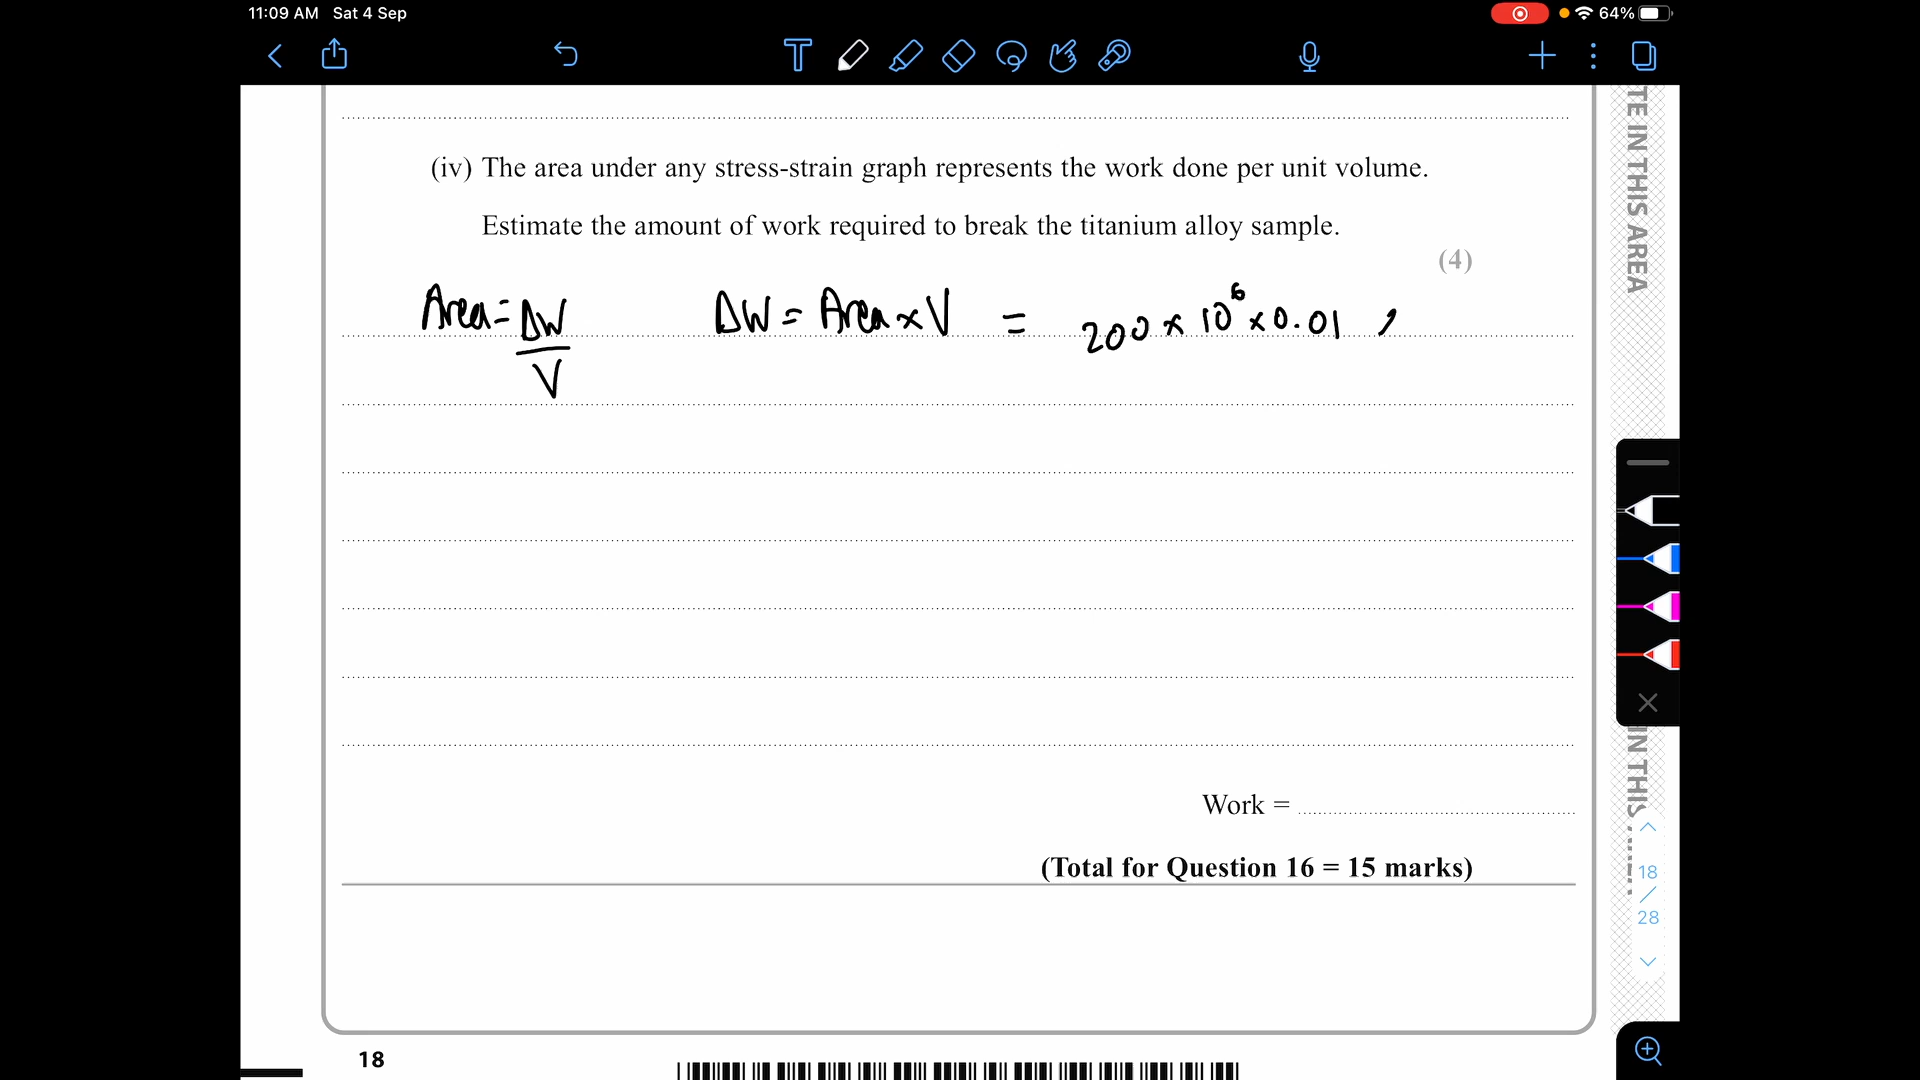 11:09 AM Sat 4 Sep
64%
TE IN THIS AREA
(iv) The area under any stress-strain graph represents the work done per unit volume.
Estimate the amount of work required to break the titanium alloy sample.
(4)
Area = ΔW
V
ΔW = Area × V = 200 × 10⁶ × 0.01
Work =
IN THIS
(Total for Question 16 = 15 marks)
18
28
18